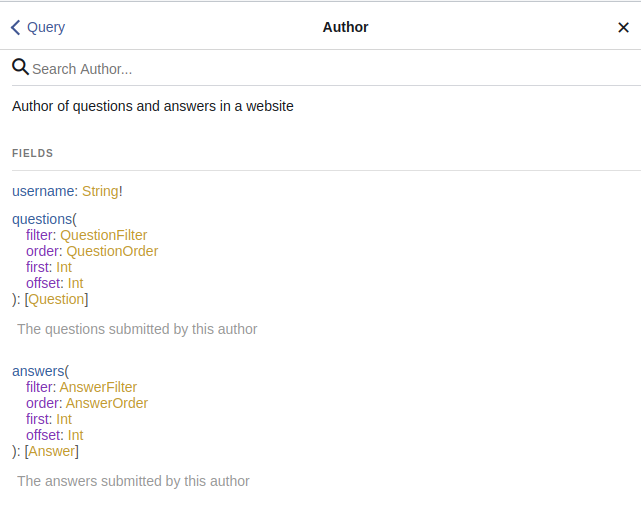 Query
Author
Search Author...
Author of questions and answers in a website
FIELDS
username: String!
questions(
filter: QuestionFilter
order: QuestionOrder
first: Int
offset: Int
): [Question]
The questions submitted by this author
answers(
filter: AnswerFilter
order: AnswerOrder
first: Int
offset: Int
): [Answer]
The answers submitted by this author